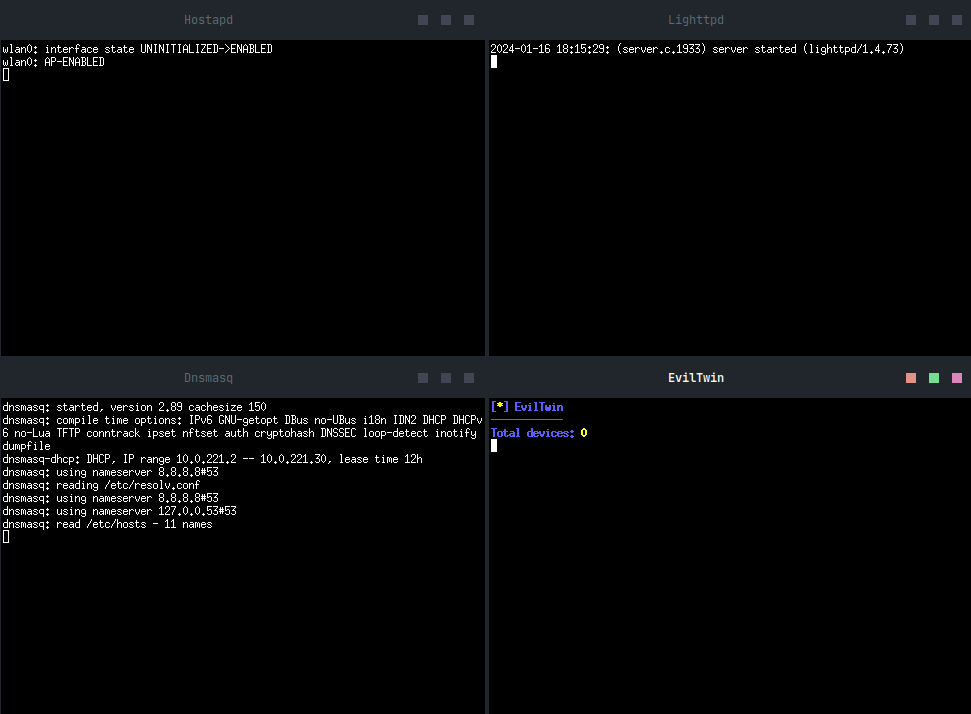 Hostapd
wlan0: interface state UNINITIALIZED->ENABLED
wlan0: AP-ENABLED
Lighttpd
2024-01-16 18:15:29: (server.c.1933) server started (lighttpd/1.4.73)
Dnsmasq
dnsmasq: started, version 2.89 cachesize 150
dnsmasq: compile time options: IPv6 GNU-getopt DBus no-UBus i18n IDN2 DHCP DHCPv
6 no-Lua TFTP conntrack ipset nftset auth cryptohash DNSSEC loop-detect inotify
dumpfile
dnsmasq-dhcp: DHCP, IP range 10.0.221.2 -- 10.0.221.30, lease time 12h
dnsmasq: using nameserver 8.8.8.8#53
dnsmasq: reading /etc/resolv.conf
dnsmasq: using nameserver 8.8.8.8#53
dnsmasq: using nameserver 127.0.0.53#53
dnsmasq: read /etc/hosts - 11 names
EvilTwin
[*] EvilTwin
Total devices: 0